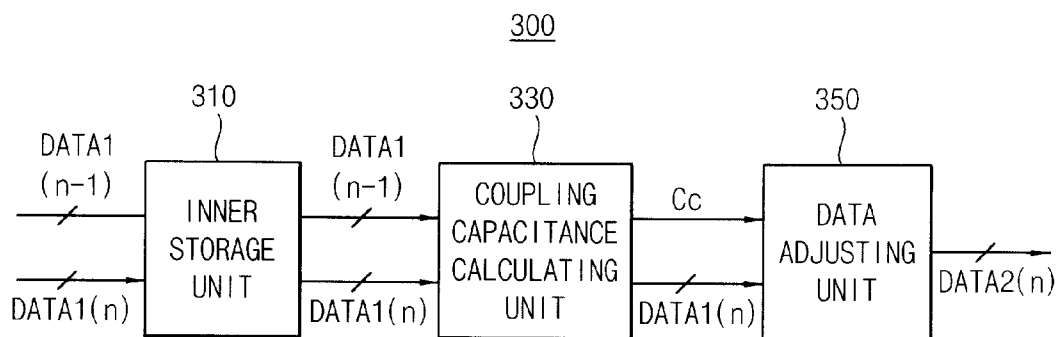 300
310
330
350
DATA1
(n-1)
DATA1(n)
INNER
STORAGE
UNIT
DATA1
(n-1)
DATA1(n)
COUPLING
CAPACITANCE
CALCULATING
UNIT
Cc
DATA1(n)
DATA
ADJUSTING
UNIT
DATA2(n)